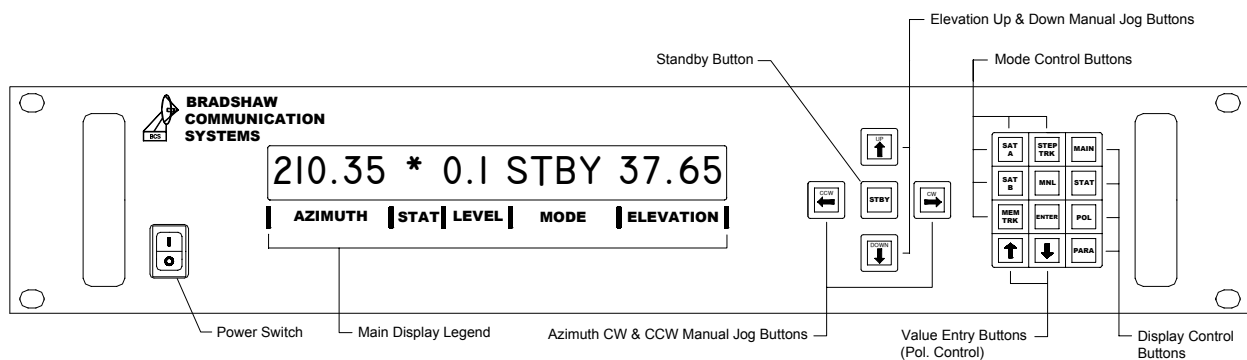 Elevation Up & Down Manual Jog Buttons
Standby Button
Mode Control Buttons
BRADSHAW
COMMUNICATION
SYSTEMS
BCS
210.35 * 0.1 STBY 37.65
AZIMUTH STAT LEVEL MODE ELEVATION
UP
CCW
STBY
CW
DOWN
SAT A
STEP TRK
MAIN
SAT B
MNL
STAT
MEM TRK
ENTER
POL
PARA
I
O
Power Switch
Main Display Legend
Azimuth CW & CCW Manual Jog Buttons
Value Entry Buttons
(Pol. Control)
Display Control
Buttons